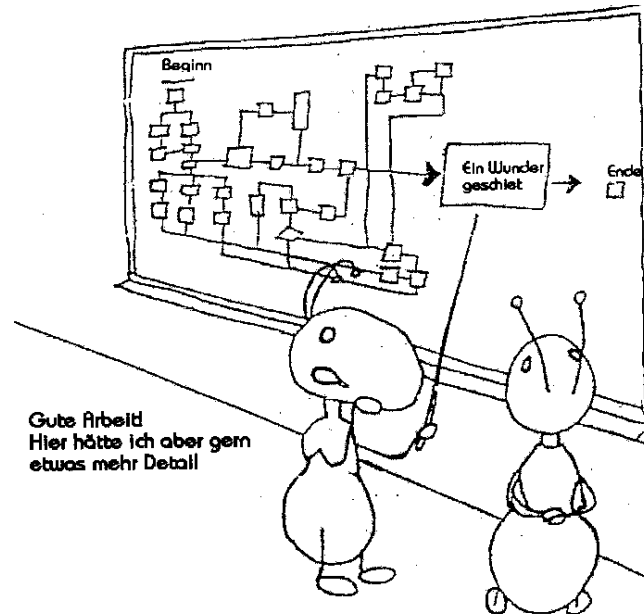 Beginn
Ein Wunder
geschiet
Ende
Gute Arbeit!
Hier hätte ich aber gern
etwas mehr Detail